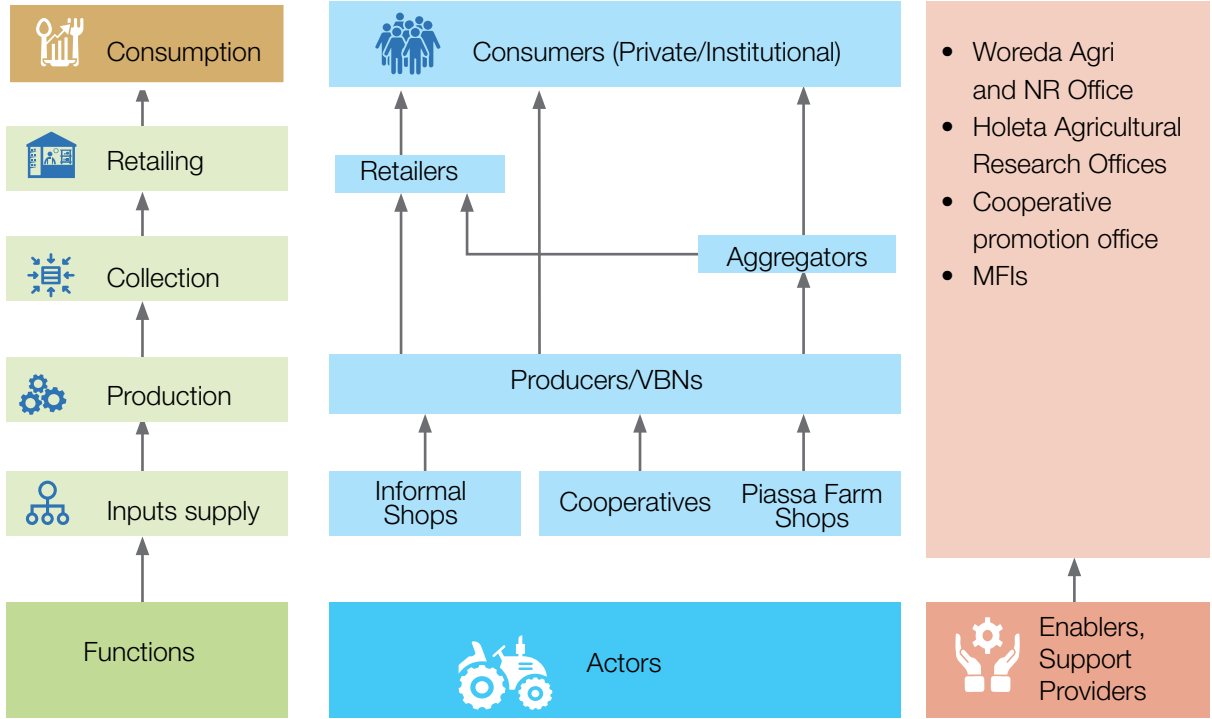 Consumption
Retailing
Collection
Production
Inputs supply
Functions
Consumers (Private/Institutional)
Retailers
Aggregators
Producers/VBNs
Informal
Shops
Cooperatives
Piassa Farm
Shops
Actors
• Woreda Agri
and NR Office
• Holeta Agricultural
Research Offices
• Cooperative
promotion office
• MFIs
Enablers,
Support
Providers